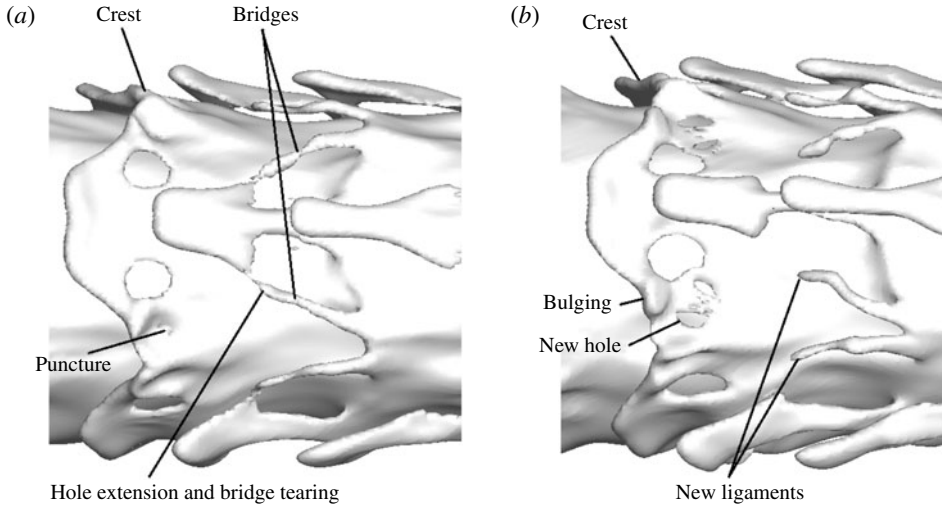 (a)
Crest
Bridges
Puncture
Hole extension and bridge tearing
(b)
Crest
Bulging
New hole
New ligaments